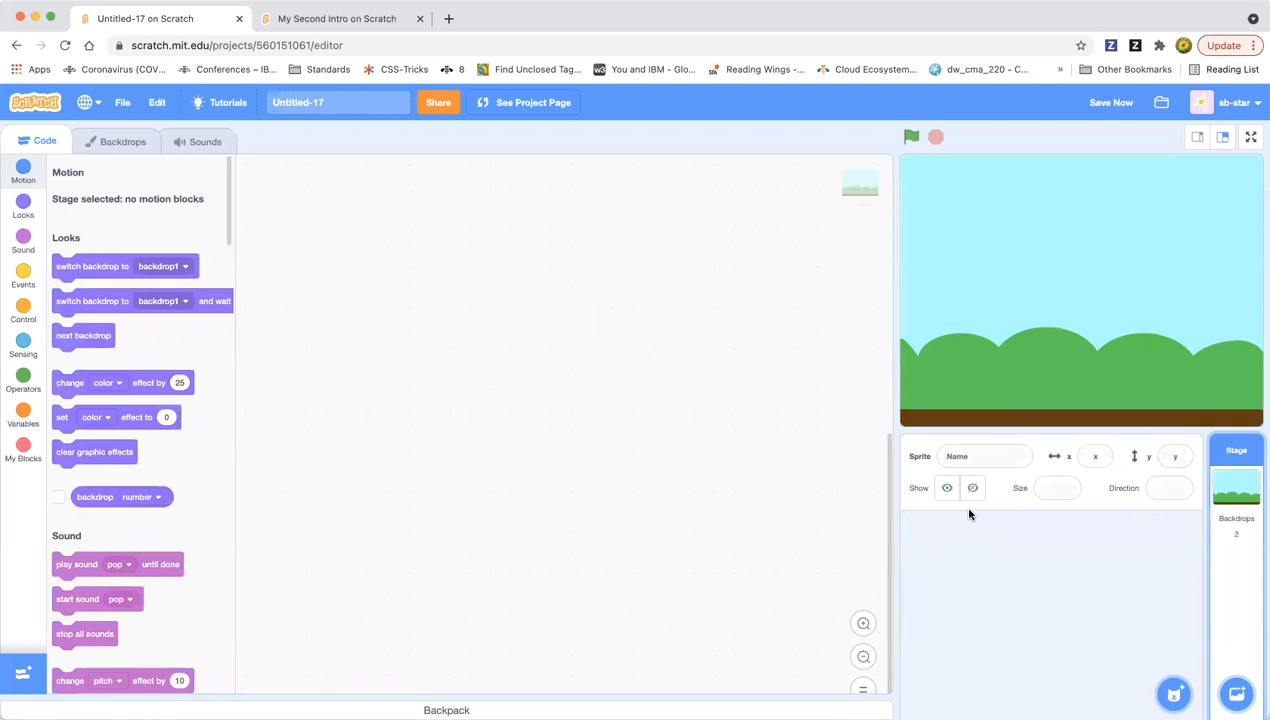 Untitled-17 on Scratch
My Second Intro on Scratch
scratch.mit.edu/projects/560151061/editor
Update
Apps
Coronavirus (COV...
Conferences – IB...
Standards
CSS-Tricks
8
Find Unclosed Tag...
You and IBM - Glo...
Reading Wings -...
Cloud Ecosystem...
dw_cma_220 - C...
»
Other Bookmarks
Reading List
SCRATCH
File
Edit
Tutorials
Untitled-17
Share
See Project Page
Save Now
sb-star
Code
Backdrops
Sounds
Motion
Looks
Sound
Events
Control
Sensing
Operators
Variables
My Blocks
Motion
Stage selected: no motion blocks
Looks
switch backdrop to backdrop1
switch backdrop to backdrop1 and wait
next backdrop
change color effect by 25
set color effect to 0
clear graphic effects
backdrop number
Sound
play sound pop until done
start sound pop
stop all sounds
change pitch effect by 10
Sprite Name x x y y
Show Size Direction
Stage
Backdrops
2
Backpack